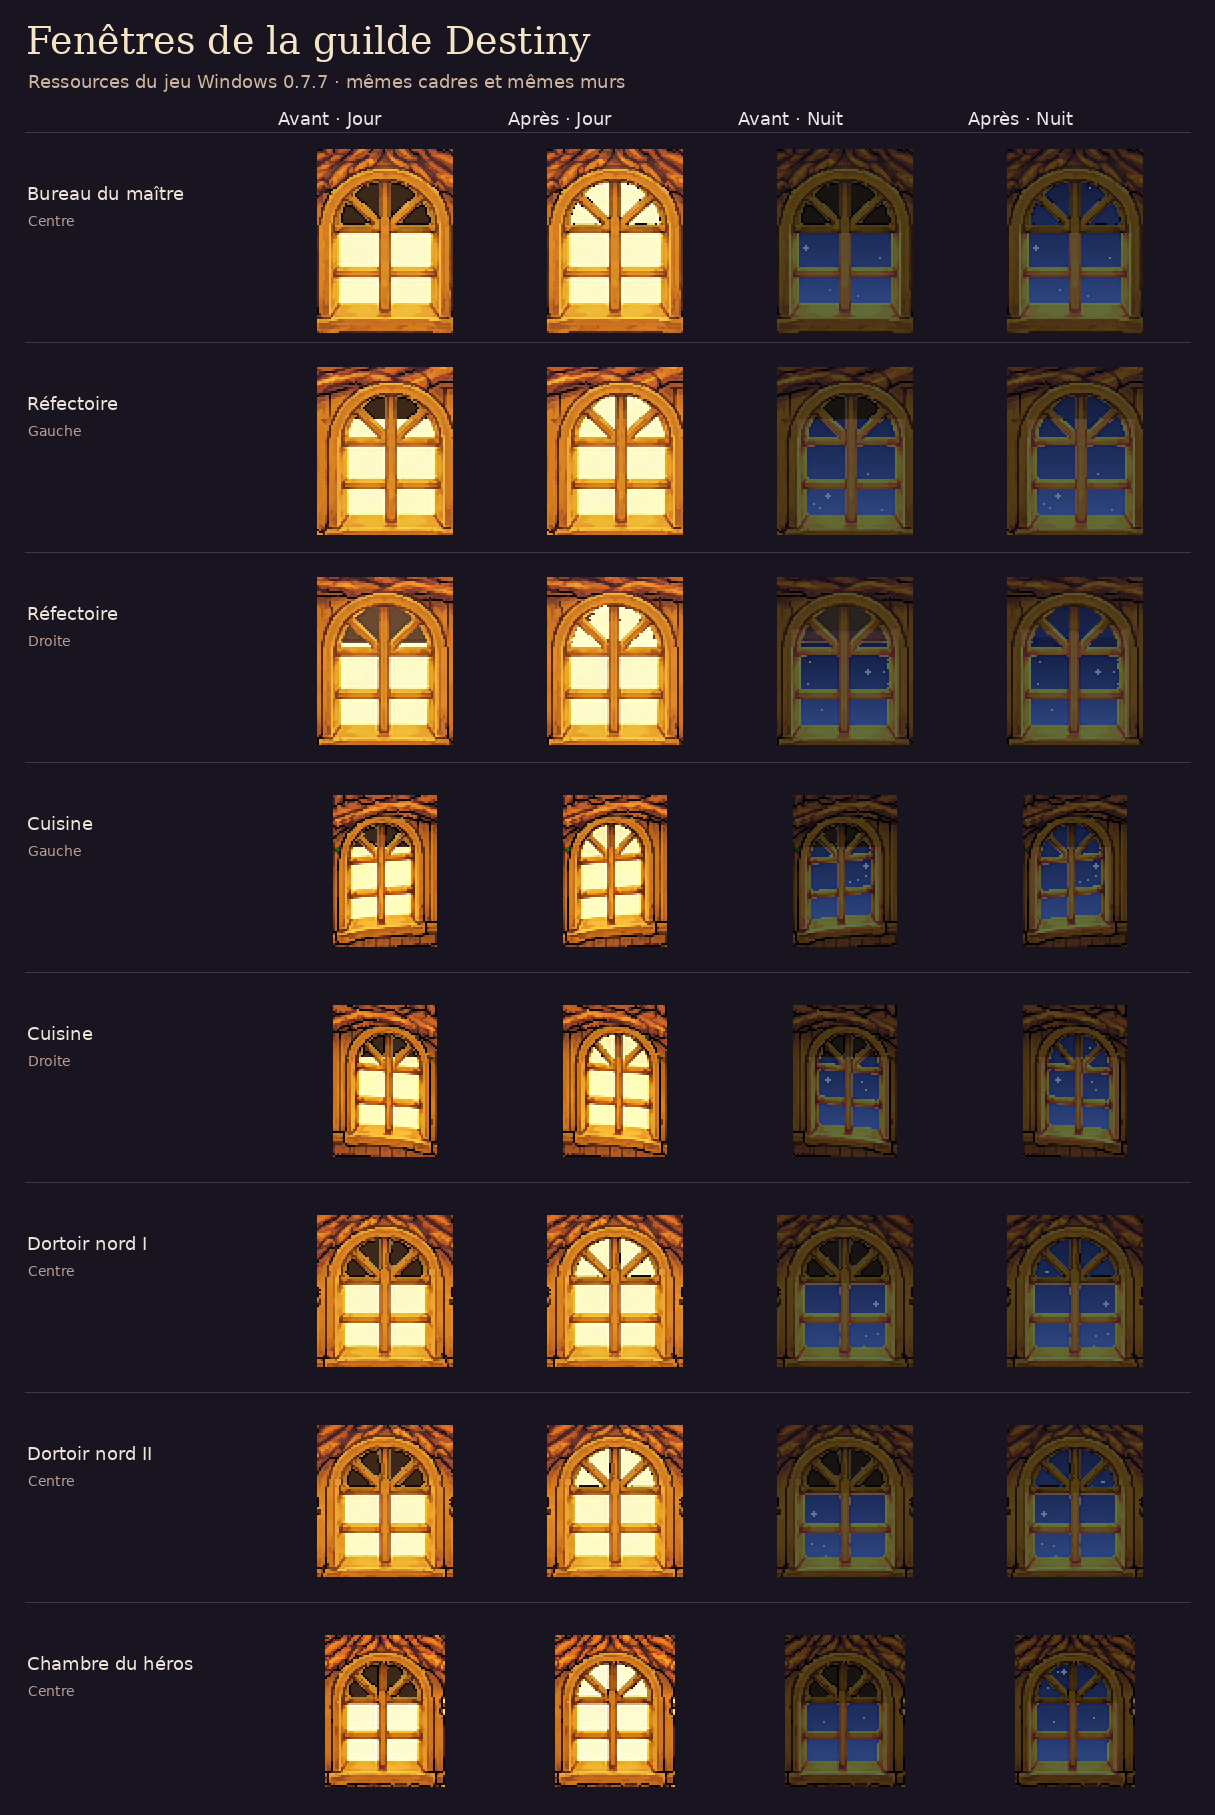 Fenêtres de la guilde Destiny
Ressources du jeu Windows 0.7.7 · mêmes cadres et mêmes murs
Avant · Jour Après · Jour Avant · Nuit Après · Nuit
Bureau du maître
Centre
Réfectoire
Gauche
Réfectoire
Droite
Cuisine
Gauche
Cuisine
Droite
Dortoir nord I
Centre
Dortoir nord II
Centre
Chambre du héros
Centre